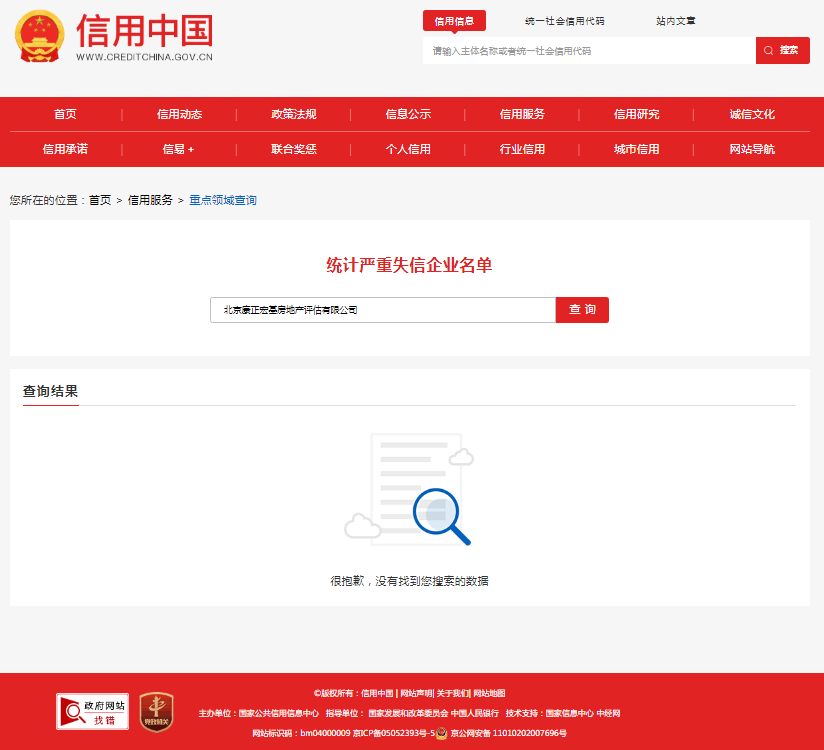 信用中国
WWW.CREDITCHINA.GOV.CN
信用信息 统一社会信用代码 站内文章
请输入主体名称或者统一社会信用代码 搜索
首页 | 信用动态 | 政策法规 | 信息公示 | 信用服务 | 信用研究 | 诚信文化
信用承诺 | 信易+ | 联合奖惩 | 个人信用 | 行业信用 | 城市信用 | 网站导航
您所在的位置：首页 > 信用服务 > 重点领域查询
统计严重失信企业名单
北京康正宏基房地产评估有限公司 查 询
查询结果
很抱歉，没有找到您搜索的数据
政府网站
找错
党政机关
©版权所有：信用中国 | 网站声明| 关于我们| 网站地图
主办单位：国家公共信用信息中心 指导单位： 国家发展和改革委员会 中国人民银行 技术支持：国家信息中心 中经网
网站标识码：bm04000009 京ICP备05052393号-5 京公网安备 11010202007696号